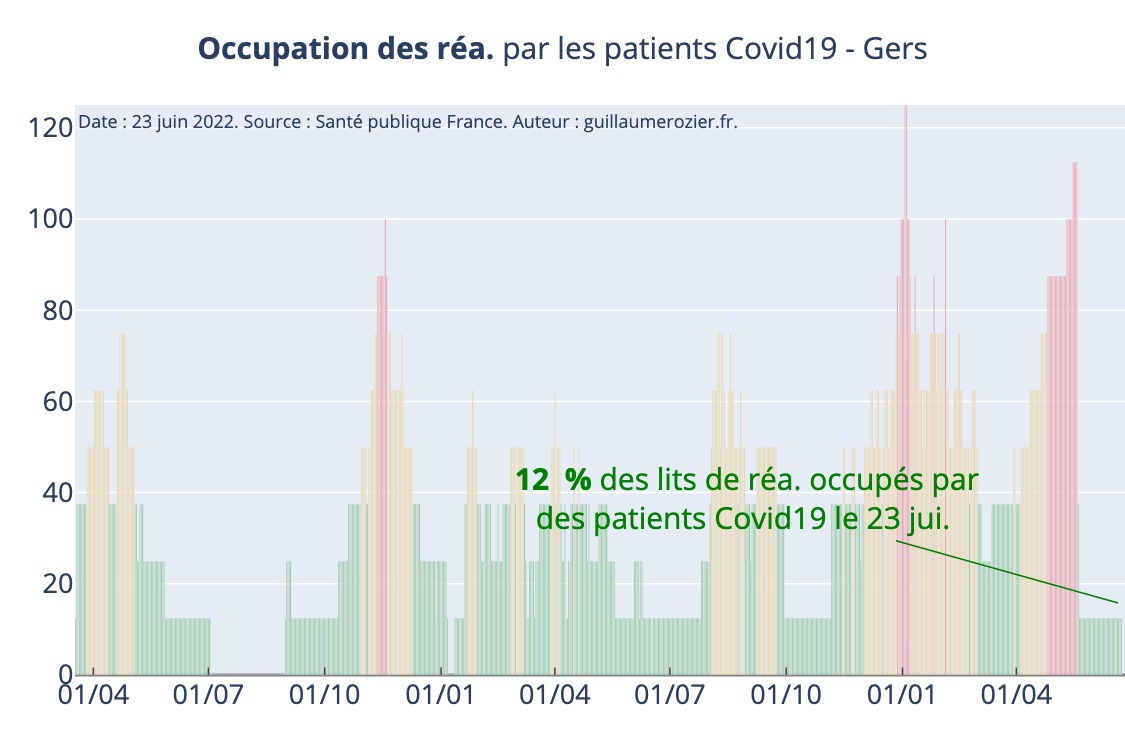 Occupation des réa. par les patients Covid19 - Gers
Date : 23 juin 2022. Source : Santé publique France. Auteur : guillaumerozier.fr.
120
100
80
60
40
20
0
12  % des lits de réa. occupés par
des patients Covid19 le 23 jui.
01/04 01/07 01/10 01/01 01/04 01/07 01/10 01/01 01/04